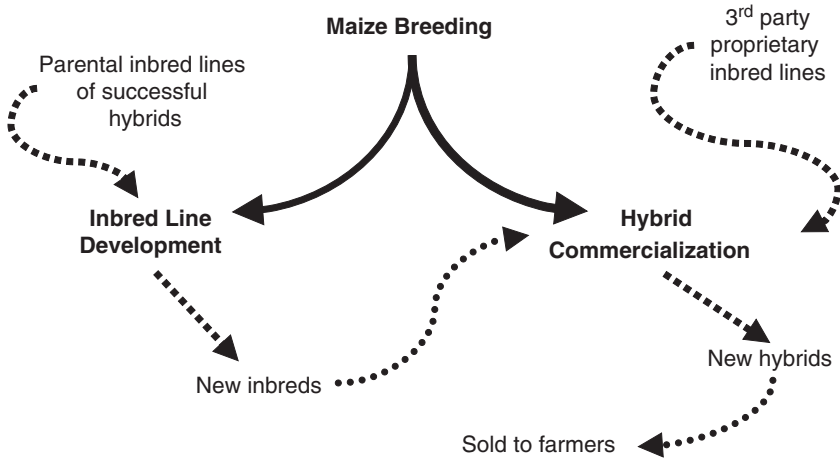 Maize Breeding
Parental inbred lines
of successful
hybrids
3rd party
proprietary
inbred lines
Inbred Line
Development
Hybrid
Commercialization
New inbreds
New hybrids
Sold to farmers